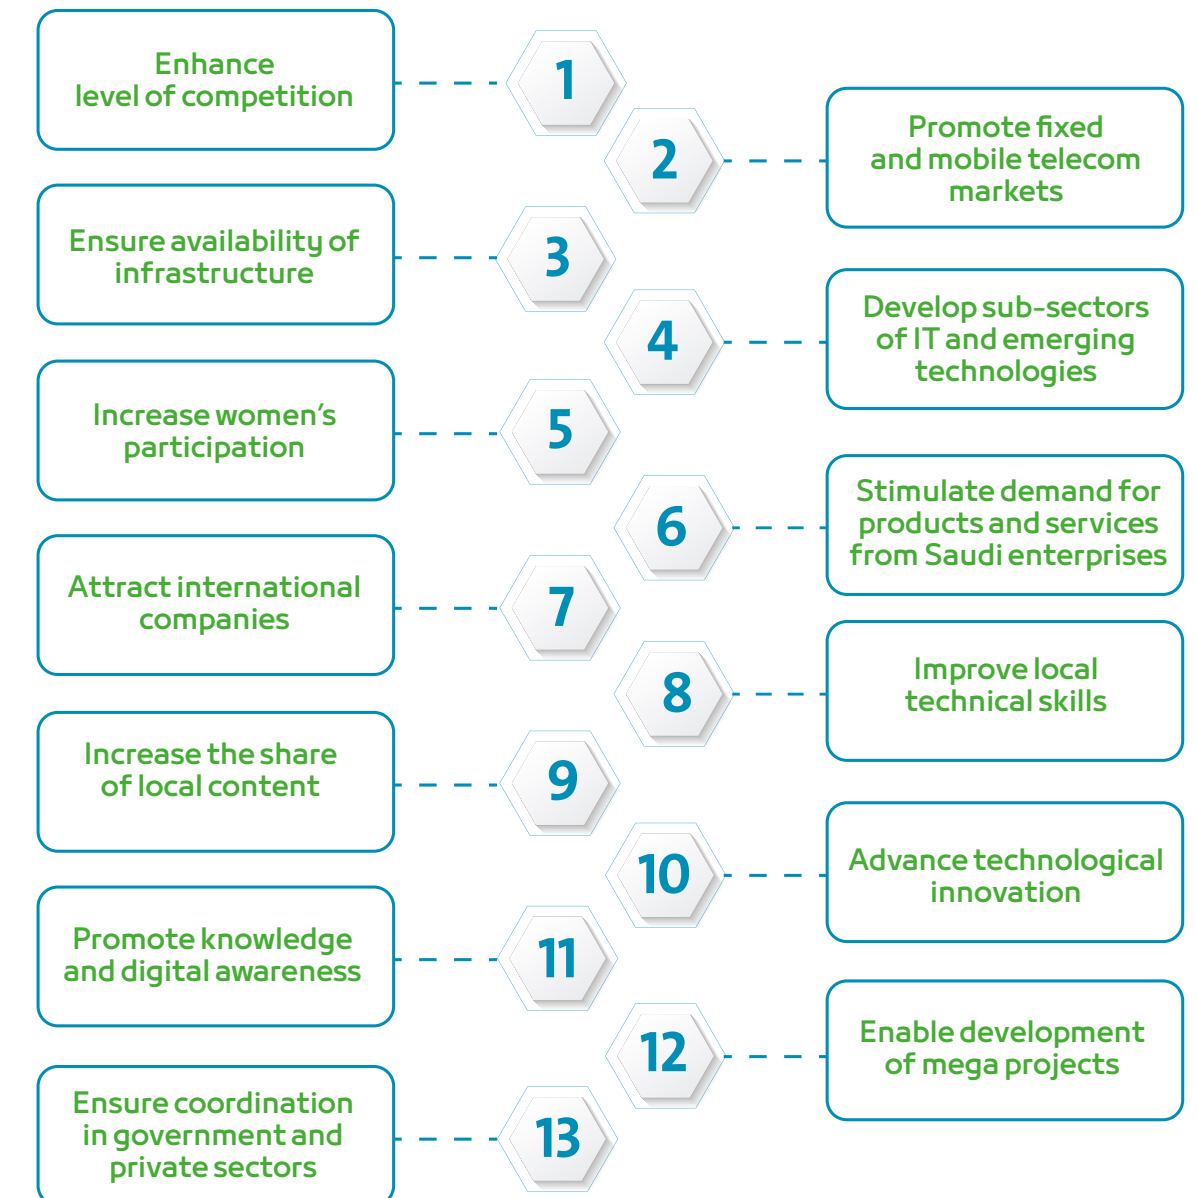 Enhance
level of competition
1
2
Promote fixed
and mobile telecom
markets
Ensure availability of
infrastructure
3
4
Develop sub-sectors
of IT and emerging
technologies
Increase women’s
participation
5
6
Stimulate demand for
products and services
from Saudi enterprises
Attract international
companies
7
8
Improve local
technical skills
Increase the share
of local content
9
10
Advance technological
innovation
Promote knowledge
and digital awareness
11
12
Enable development
of mega projects
Ensure coordination
in government and
private sectors
13